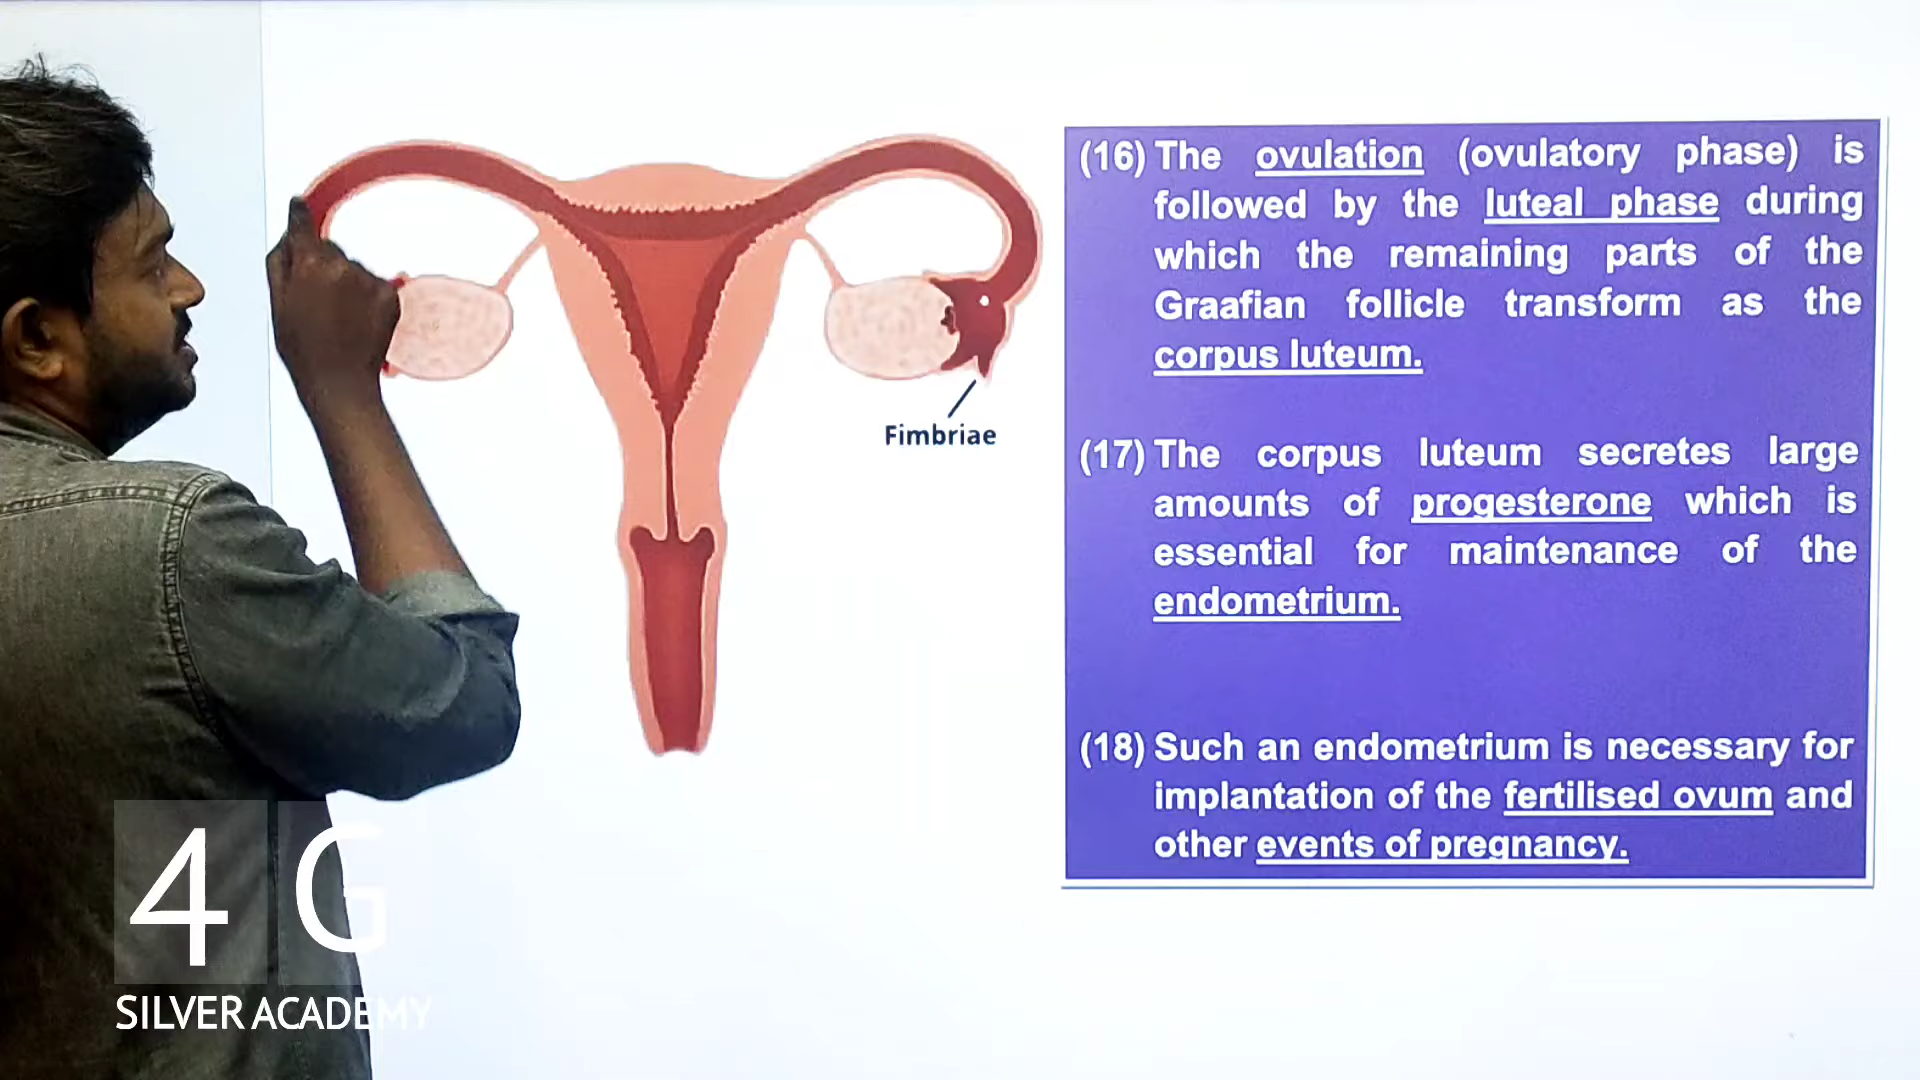 (16) The ovulation (ovulatory phase) is
followed by the luteal phase during
which the remaining parts of the
Graafian follicle transform as the
corpus luteum.
(17) The corpus luteum secretes large
amounts of progesterone which is
essential for maintenance of the
endometrium.
(18) Such an endometrium is necessary for
implantation of the fertilised ovum and
other events of pregnancy.
Fimbriae
4 G
SILVER ACADEMY